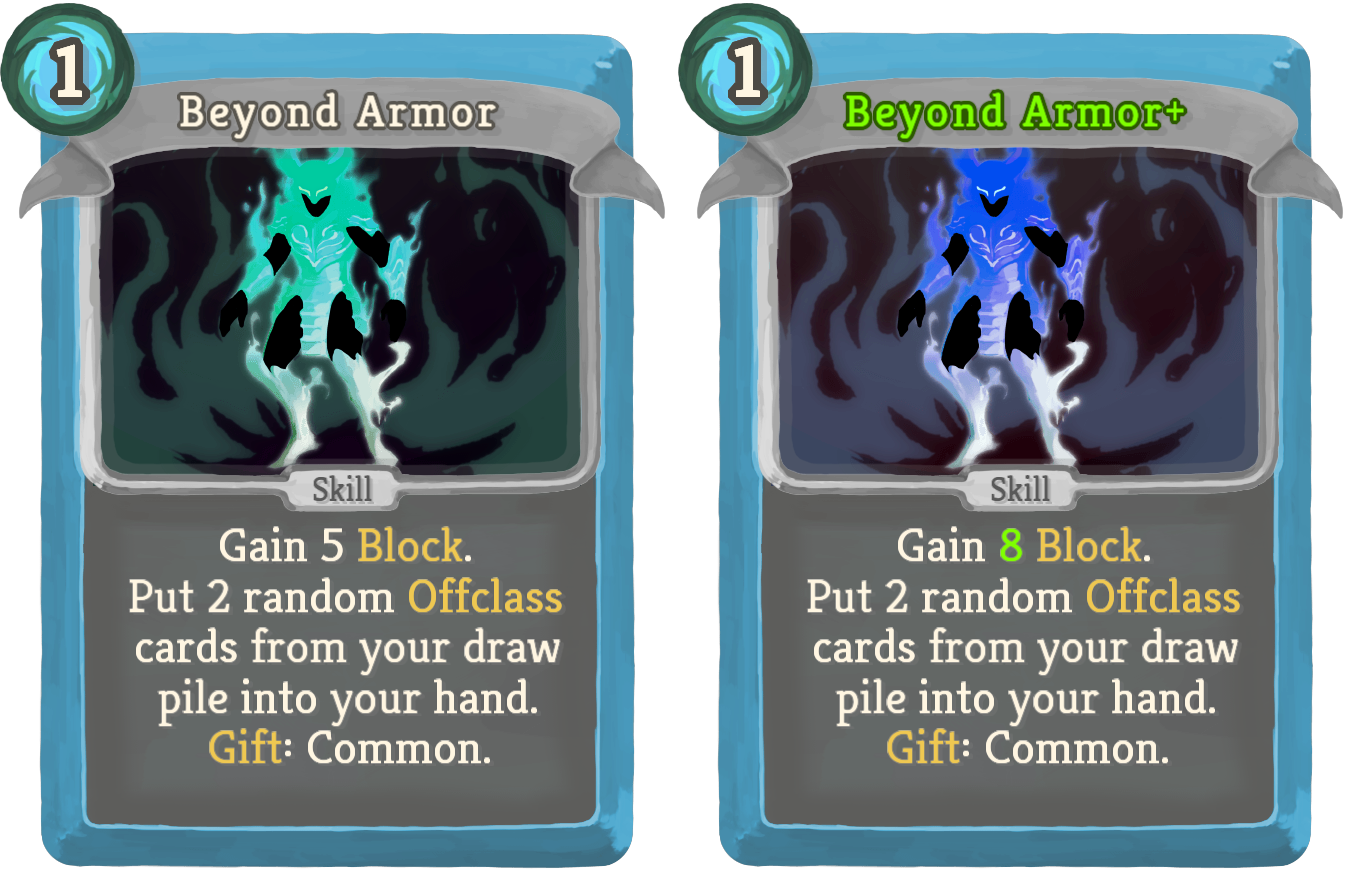 1
Beyond Armor
Skill
Gain 5 Block.
Put 2 random Offclass
cards from your draw
pile into your hand.
Gift: Common.
1
Beyond Armor+
Skill
Gain 8 Block.
Put 2 random Offclass
cards from your draw
pile into your hand.
Gift: Common.